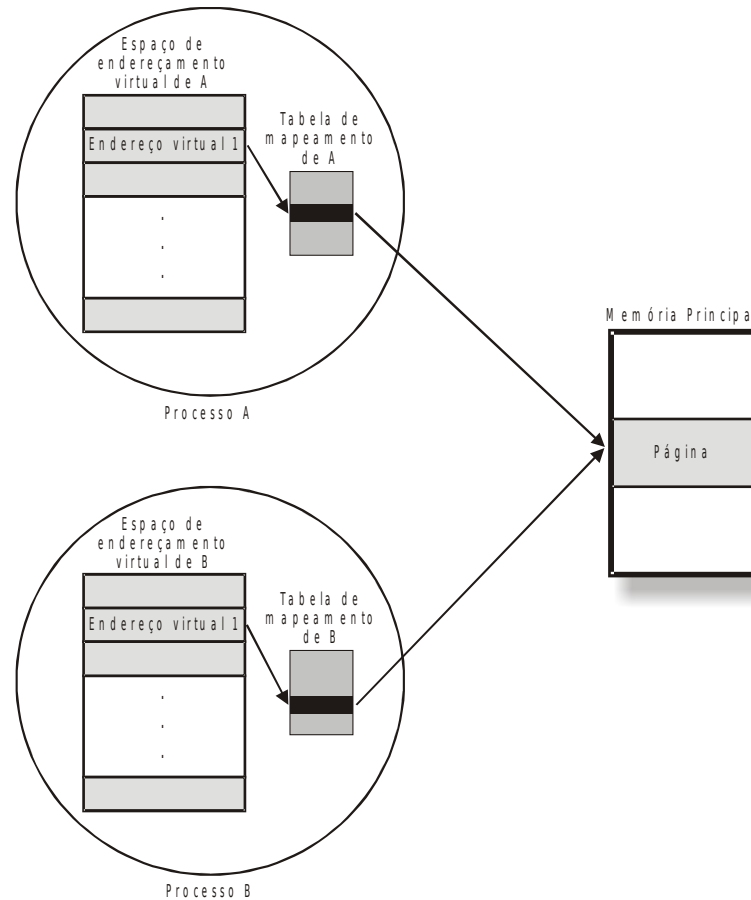 Espaço de
endereçamento
virtual de A
Endereço virtual 1
.
.
.
Tabela de
mapeamento
de A
Processo A
Memória Principa
Página
Espaço de
endereçamento
virtual de B
Endereço virtual 1
.
.
.
Tabela de
mapeamento
de B
Processo B